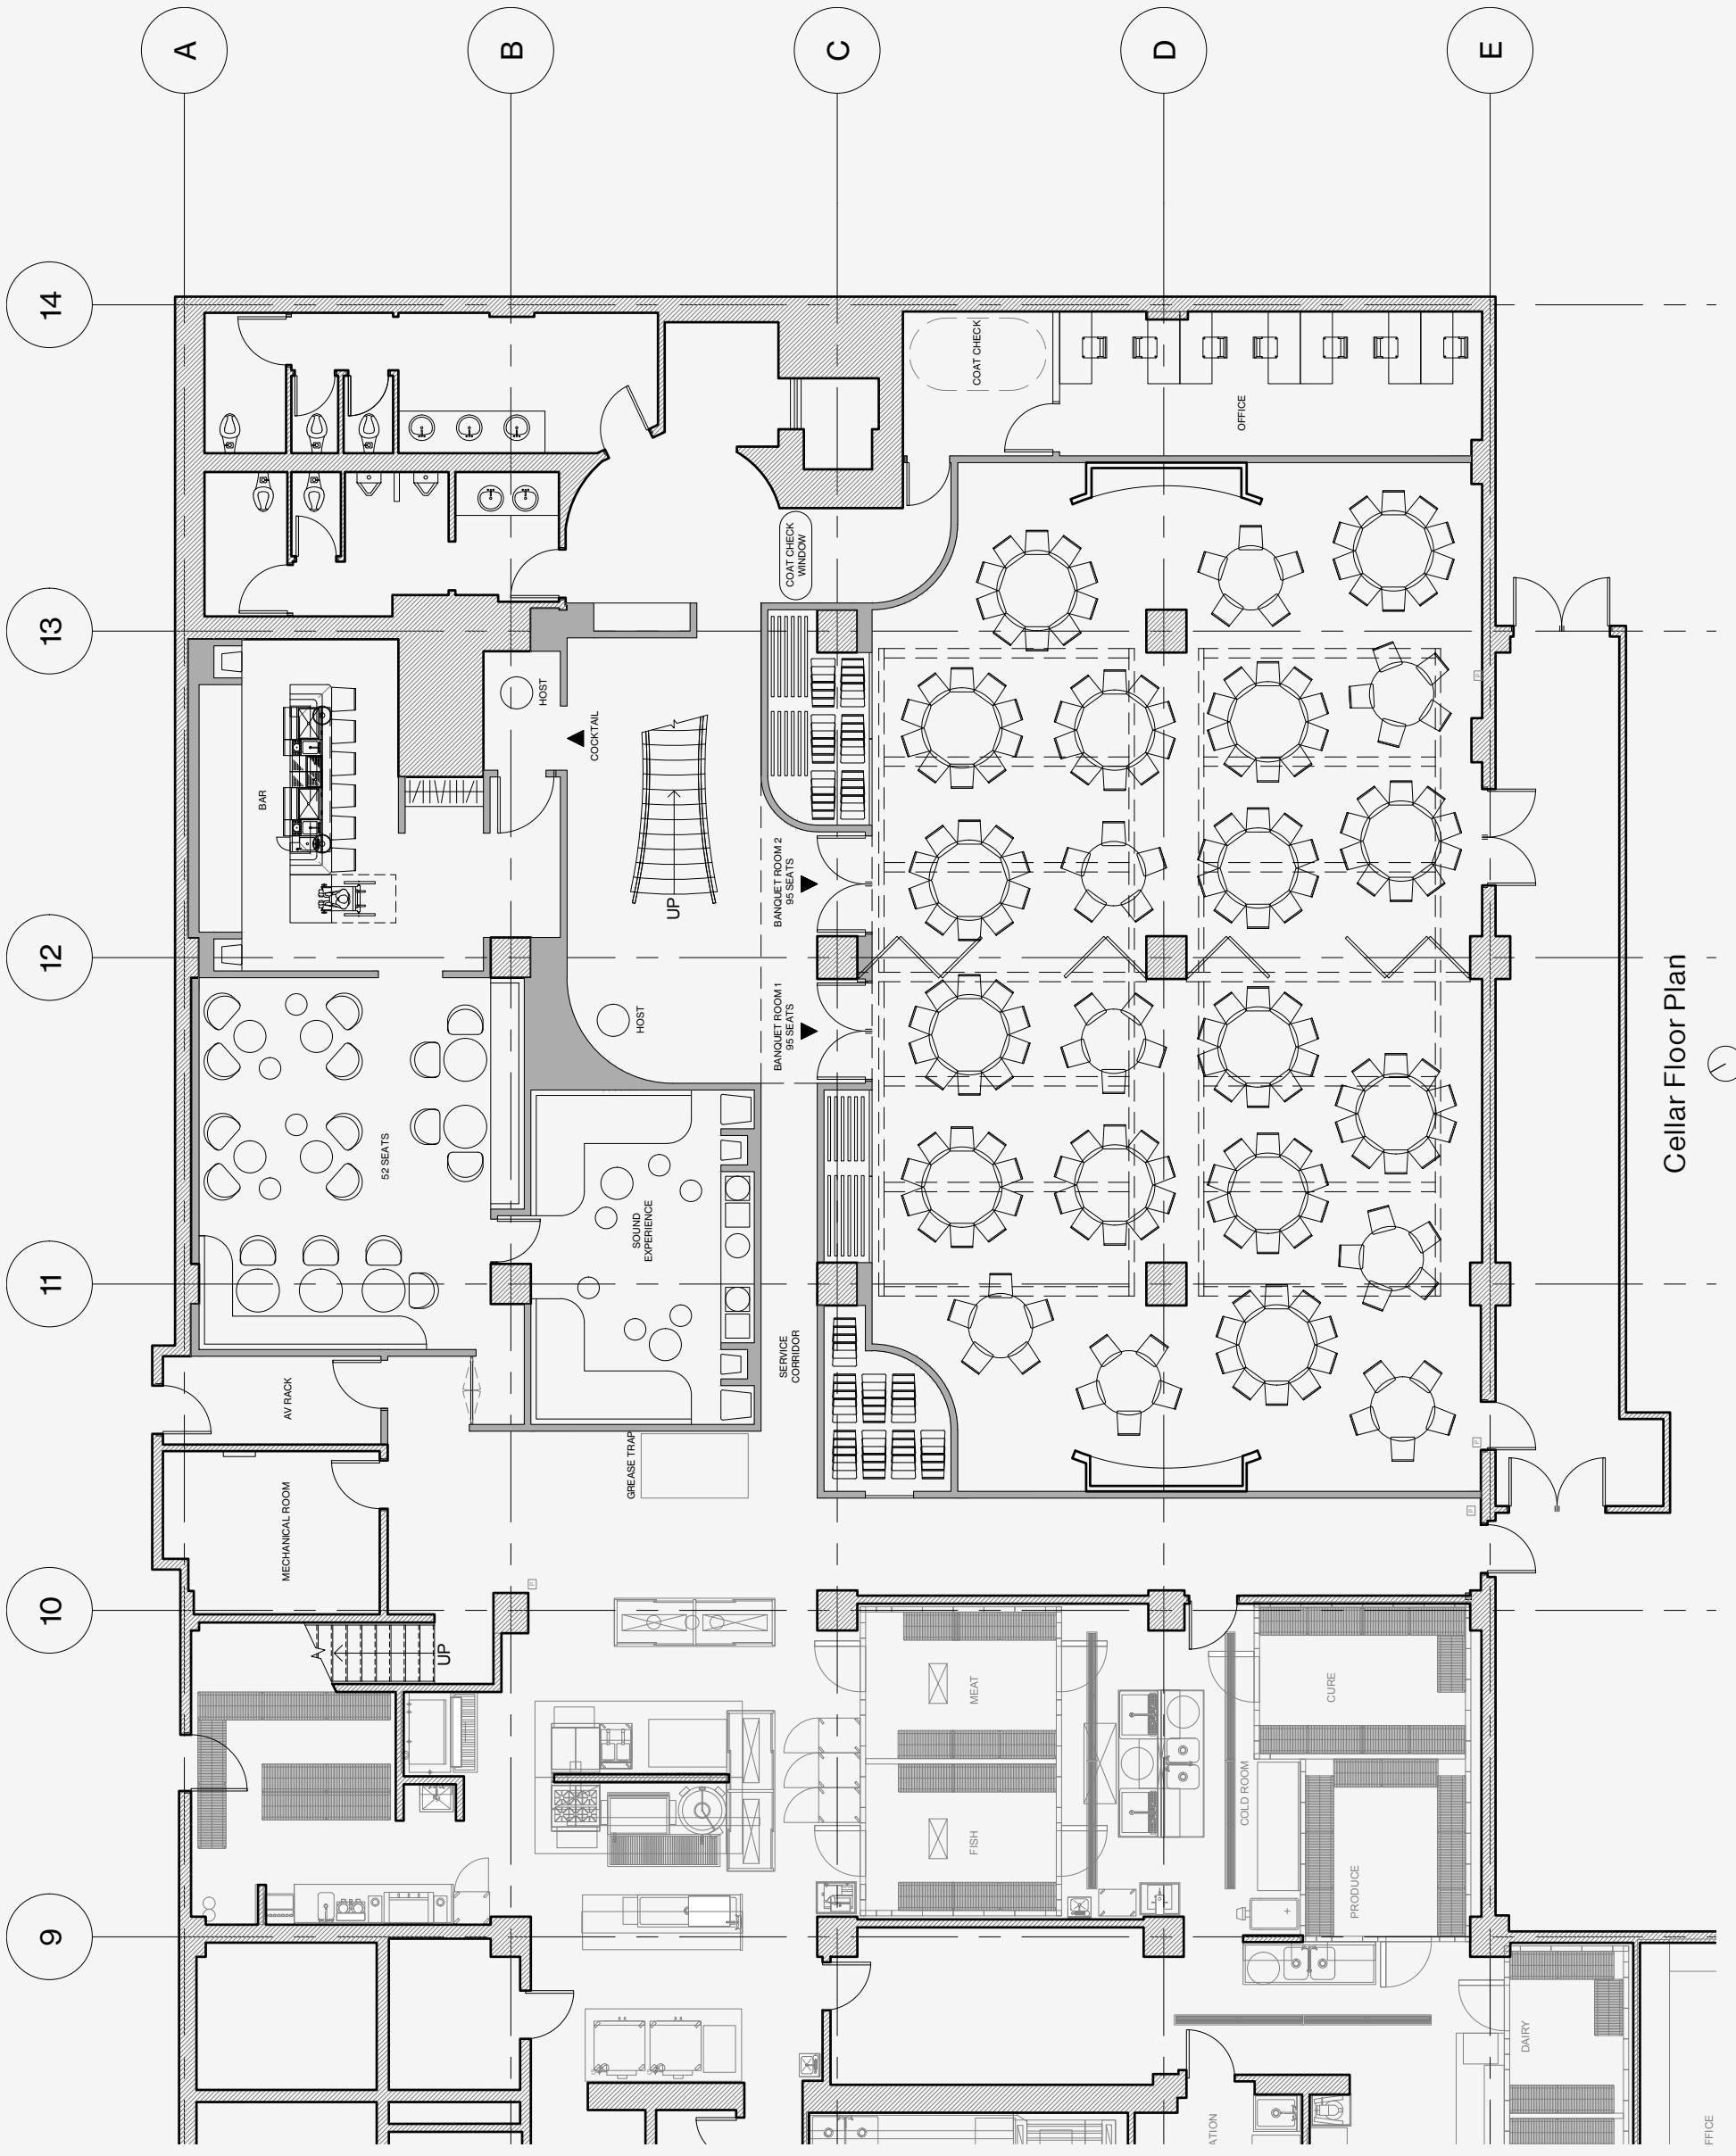 A
B
C
D
E
14
13
12
11
10
9
COAT CHECK
OFFICE
COAT CHECK
WINDOW
HOST
COCKTAIL
BAR
UP
BANQUET ROOM 2
95 SEATS
BANQUET ROOM 1
95 SEATS
HOST
52 SEATS
SOUND
EXPERIENCE
SERVICE
CORRIDOR
AV RACK
GREASE TRAP
MECHANICAL ROOM
UP
MEAT
CURE
FISH
COLD ROOM
PRODUCE
DAIRY
Cellar Floor Plan